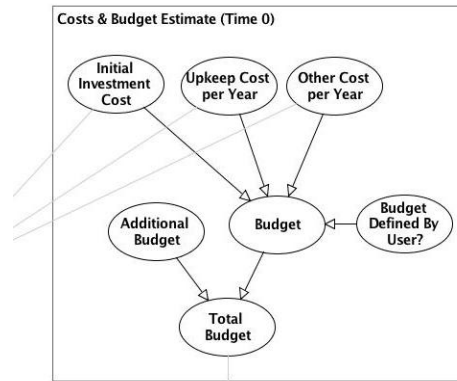 Costs & Budget Estimate (Time 0)
Initial
Investment
Cost
Upkeep Cost
per Year
Other Cost
per Year
Additional
Budget
Budget
Budget
Defined By
User?
Total
Budget